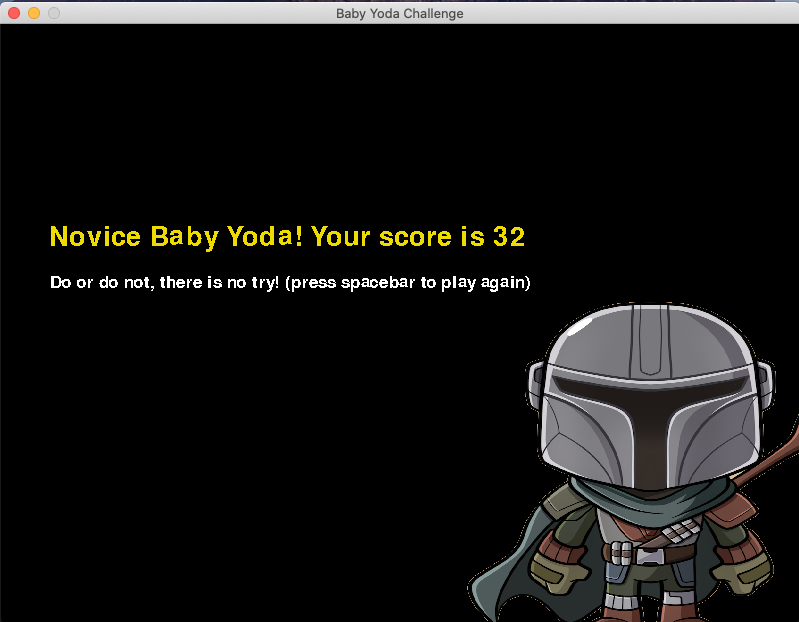 Baby Yoda Challenge
Novice Baby Yoda! Your score is 32
Do or do not, there is no try! (press spacebar to play again)